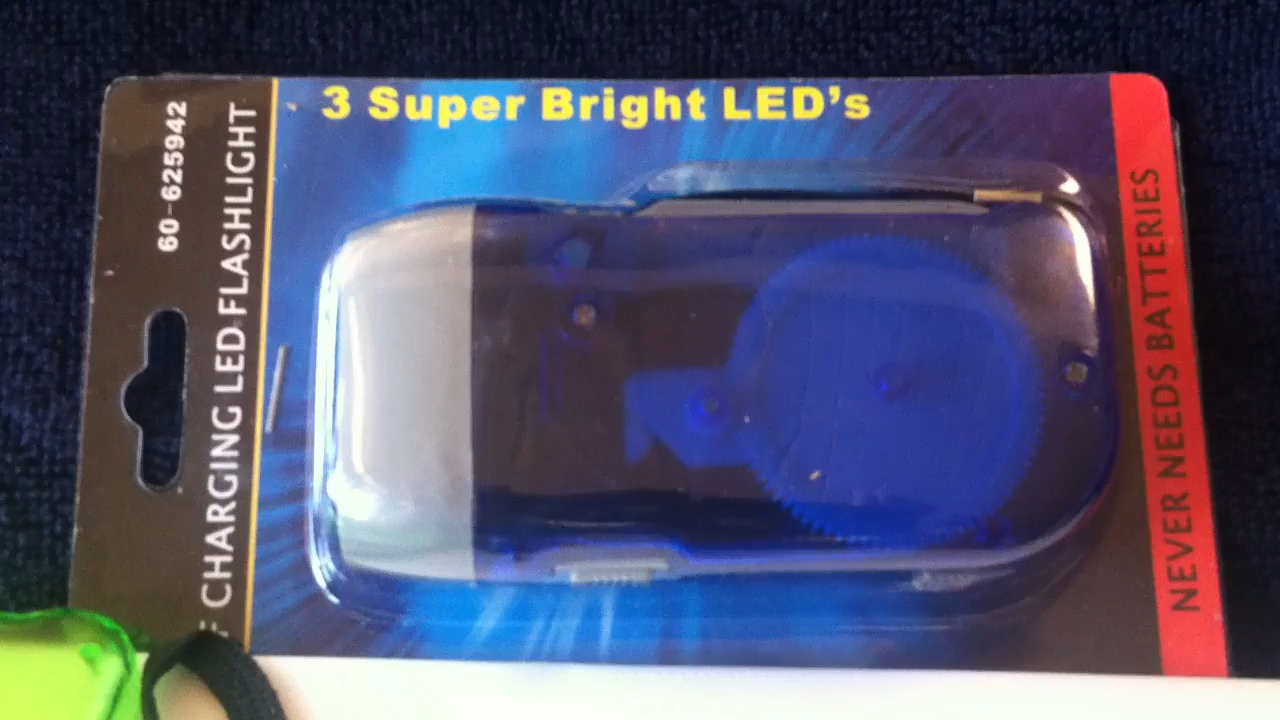 3 Super Bright LED's
60-625942
F CHARGING LED FLASHLIGHT
NEVER NEEDS BATTERIES